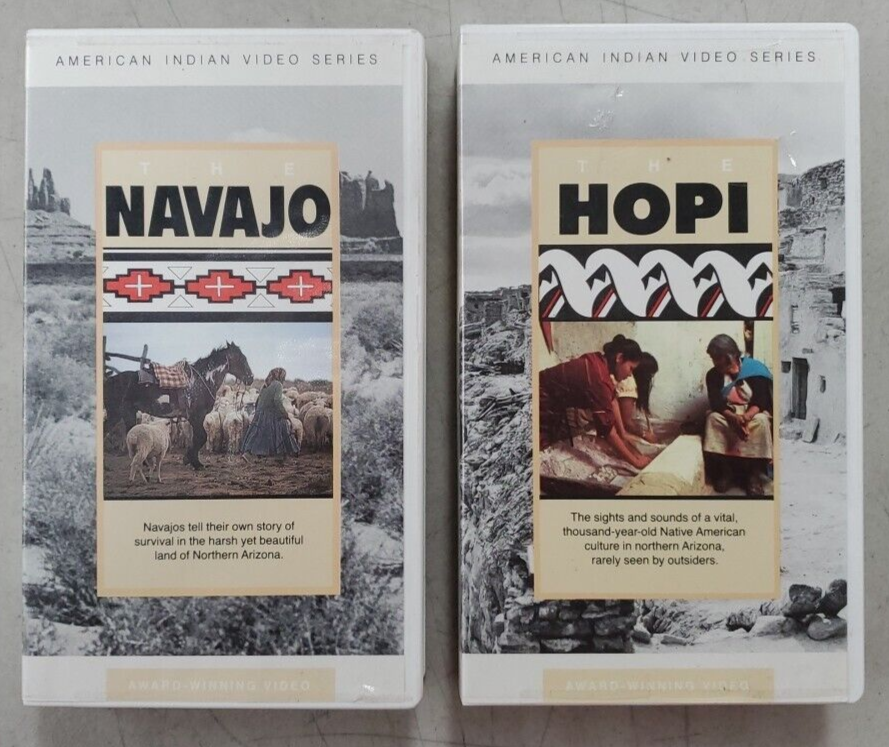 AMERICAN INDIAN VIDEO SERIES
THE
NAVAJO
Navajos tell their own story of
survival in the harsh yet beautiful
land of Northern Arizona.
AWARD-WINNING VIDEO
AMERICAN INDIAN VIDEO SERIES
THE
HOPI
The sights and sounds of a vital,
thousand-year-old Native American
culture in northern Arizona,
rarely seen by outsiders.
AWARD-WINNING VIDEO